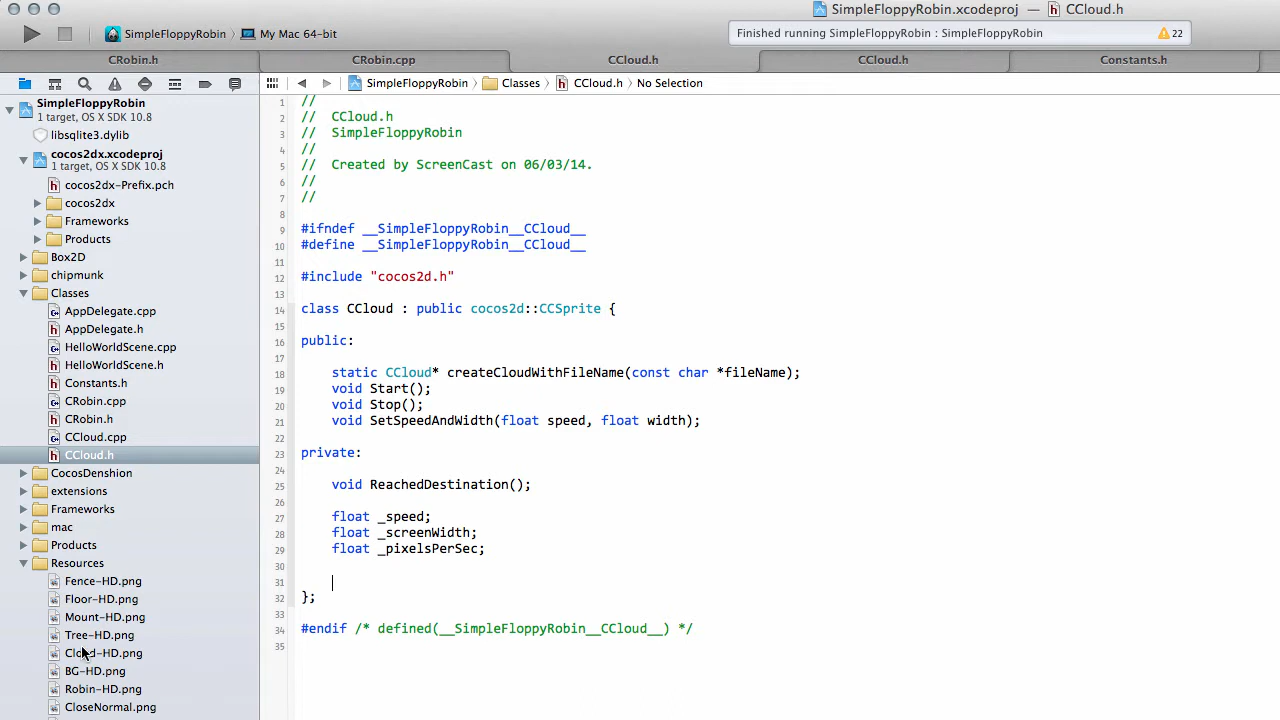 SimpleFloppyRobin.xcodeproj — CCloud.h
SimpleFloppyRobin My Mac 64-bit
Finished running SimpleFloppyRobin : SimpleFloppyRobin 22
CRobin.h CRobin.cpp CCloud.h CCloud.h Constants.h
SimpleFloppyRobin Classes CCloud.h No Selection
SimpleFloppyRobin
1 target, OS X SDK 10.8
libsqlite3.dylib
cocos2dx.xcodeproj
1 target, OS X SDK 10.8
cocos2dx-Prefix.pch
cocos2dx
Frameworks
Products
Box2D
chipmunk
Classes
AppDelegate.cpp
AppDelegate.h
HelloWorldScene.cpp
HelloWorldScene.h
Constants.h
CRobin.cpp
CRobin.h
CCloud.cpp
CCloud.h
CocosDenshion
extensions
Frameworks
mac
Products
Resources
Fence-HD.png
Floor-HD.png
Mount-HD.png
Tree-HD.png
Cloud-HD.png
BG-HD.png
Robin-HD.png
CloseNormal.png
1 //
2 // CCloud.h
3 // SimpleFloppyRobin
4 //
5 // Created by ScreenCast on 06/03/14.
6 //
7 //
8
9 #ifndef __SimpleFloppyRobin__CCloud__
10 #define __SimpleFloppyRobin__CCloud__
11
12 #include "cocos2d.h"
13
14 class CCloud : public cocos2d::CCSprite {
15
16 public:
17
18 static CCloud* createCloudWithFileName(const char *fileName);
19 void Start();
20 void Stop();
21 void SetSpeedAndWidth(float speed, float width);
22
23 private:
24
25 void ReachedDestination();
26
27 float _speed;
28 float _screenWidth;
29 float _pixelsPerSec;
30
31
32 };
33
34 #endif /* defined(__SimpleFloppyRobin__CCloud__) */
35